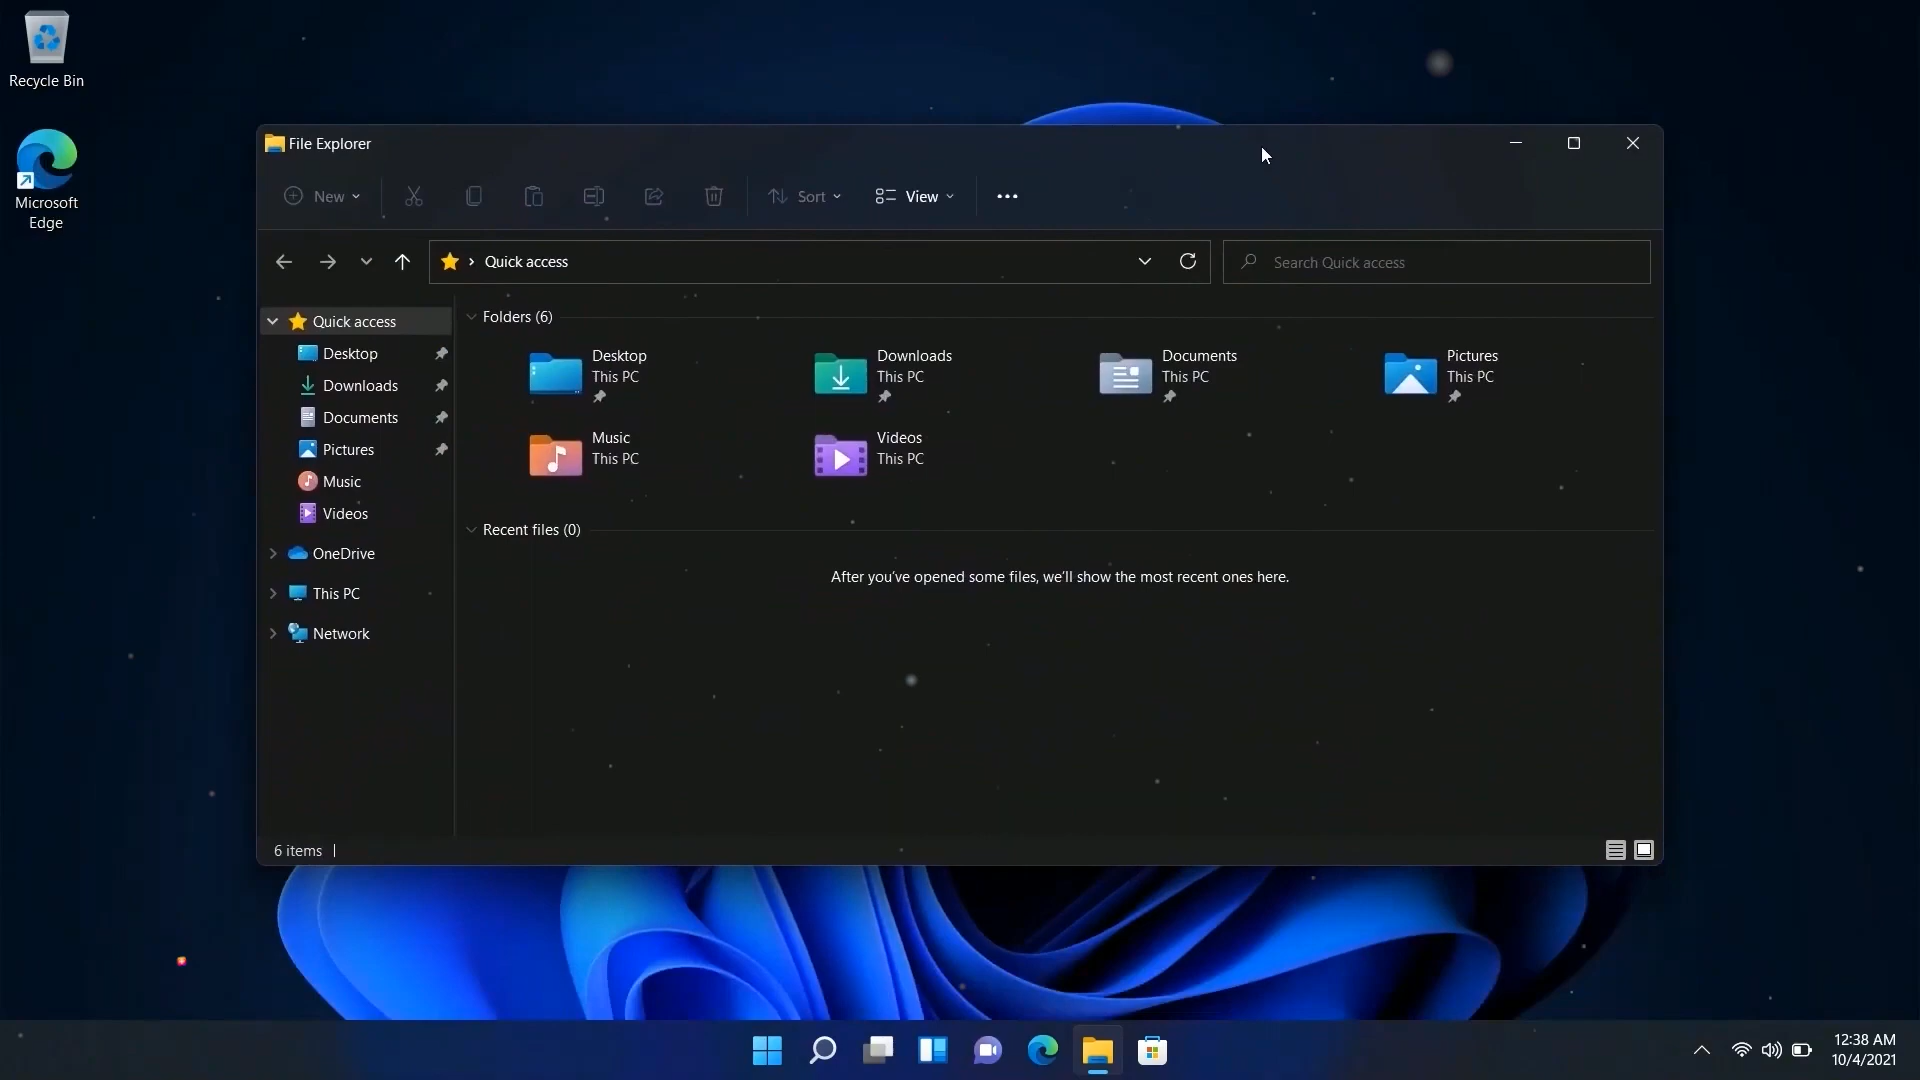 Recycle Bin
Microsoft
Edge
File Explorer
New
Sort
View
Quick access
Search Quick access
Quick access
Desktop
Downloads
Documents
Pictures
Music
Videos
OneDrive
This PC
Network
Folders (6)
Desktop
This PC
Downloads
This PC
Documents
This PC
Pictures
This PC
Music
This PC
Videos
This PC
Recent files (0)
After you've opened some files, we'll show the most recent ones here.
6 items
12:38 AM
10/4/2021